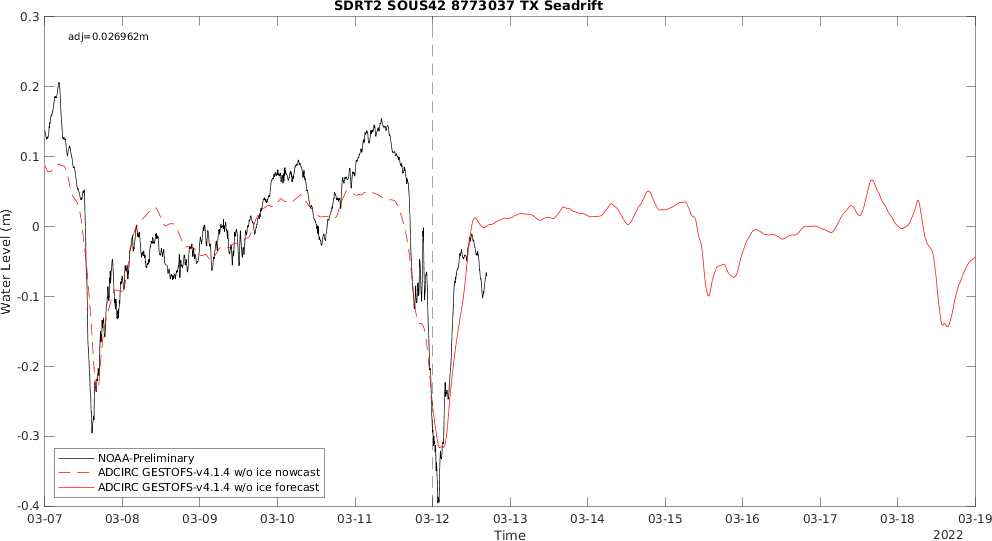 SDRT2 SOUS42 8773037 TX Seadrift
adj=0.026962m
0.3
0.2
0.1
0
-0.1
-0.2
-0.3
-0.4
Water Level (m)
NOAA-Preliminary
ADCIRC GESTOFS-v4.1.4 w/o ice nowcast
ADCIRC GESTOFS-v4.1.4 w/o ice forecast
03-07 03-08 03-09 03-10 03-11 03-12 03-13 03-14 03-15 03-16 03-17 03-18 03-19
Time
2022